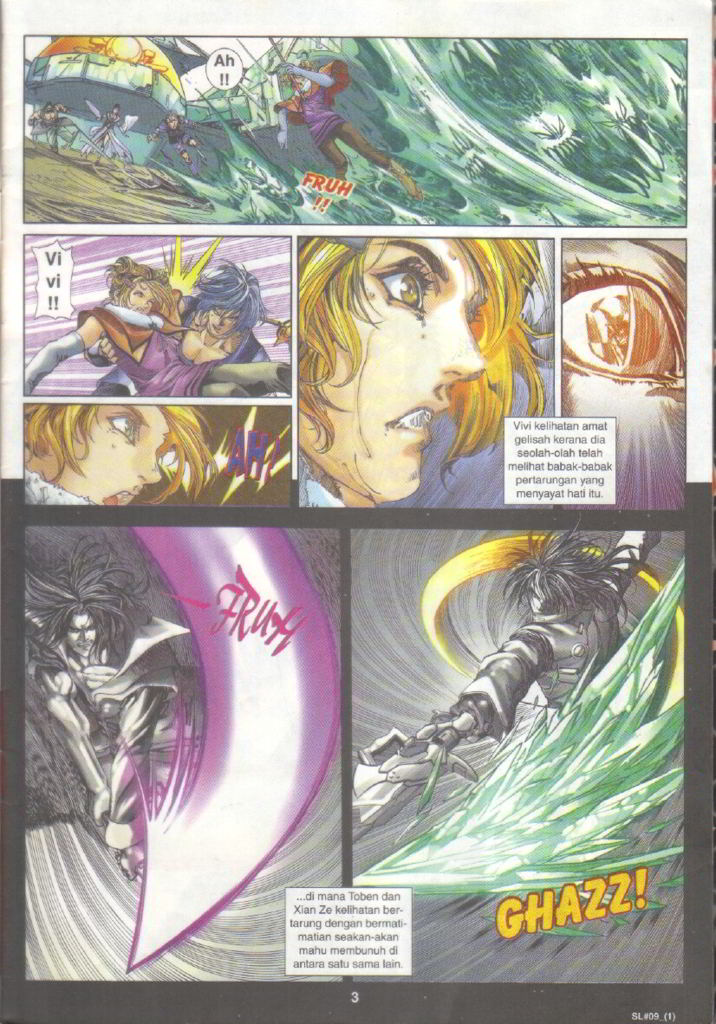 Ah
!!
FRUH
!!
Vi
vi!!
AH!
Vivi kelihatan amat
gelisah kerana dia
seolah-olah telah
melihat babak-babak
pertarungan yang
menyayat hati itu.
FRUH
GHAZZ!
...di mana Toben dan
Xian Ze kelihatan ber-
tarung dengan bermati-
matian seakan-akan
mahu membunuh di
antara satu sama lain.
3
SL#09_(1)